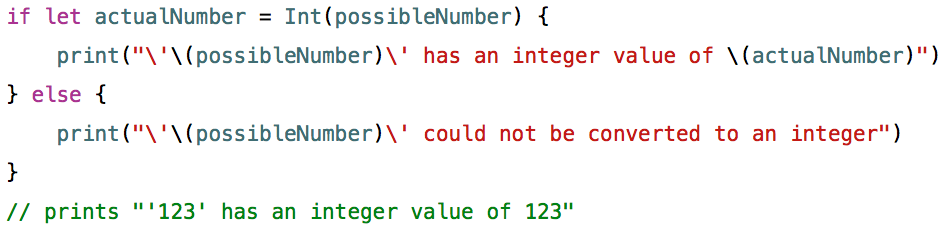 if let actualNumber = Int(possibleNumber) {
    print("\'\(possibleNumber)\' has an integer value of \(actualNumber)")
} else {
    print("\'\(possibleNumber)\' could not be converted to an integer")
}
// prints "'123' has an integer value of 123"